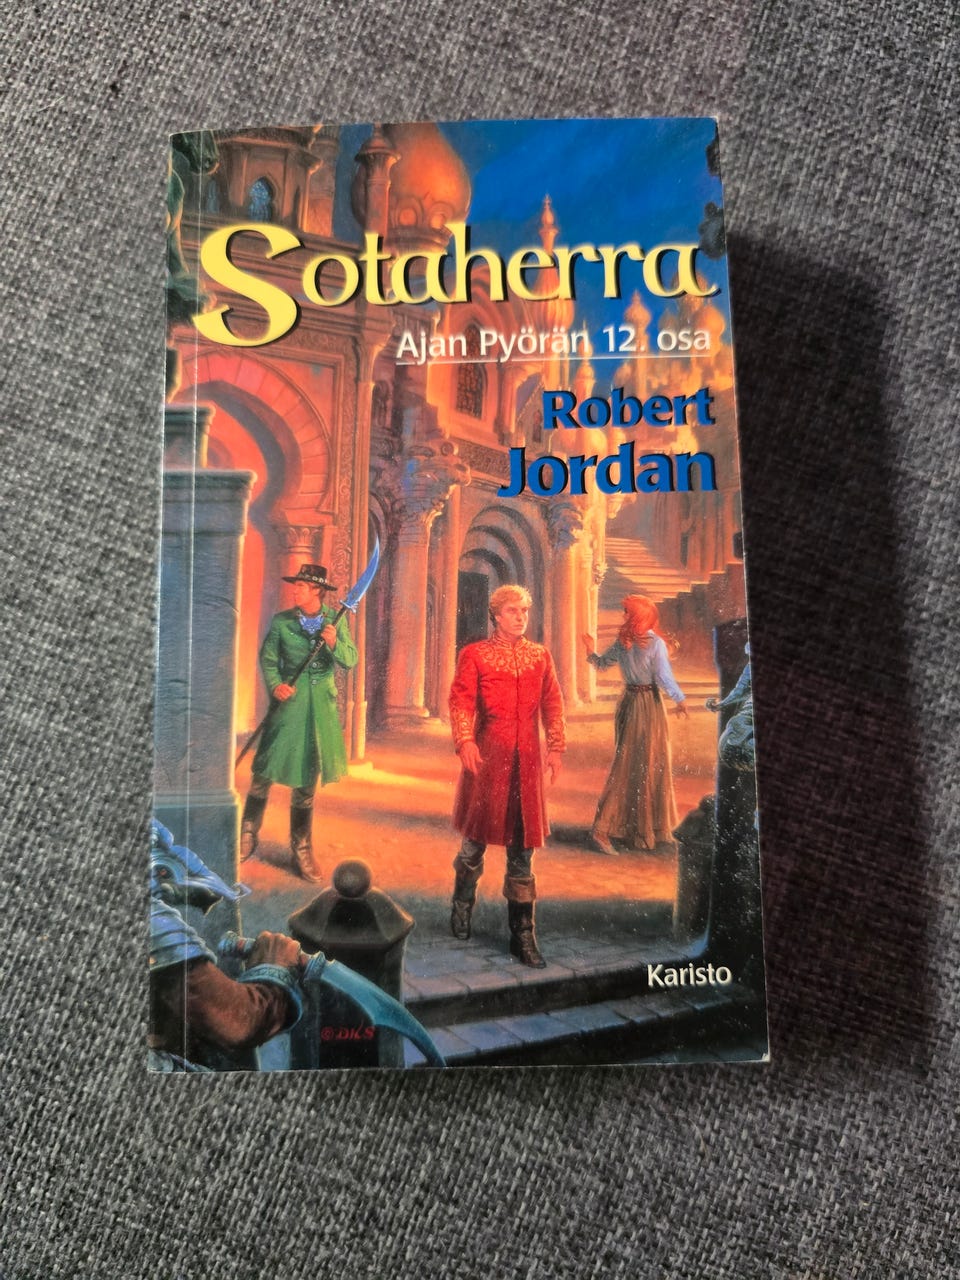 Sotaherra
Ajan Pyörän 12. osa
Robert
Jordan
Karisto
© DKS